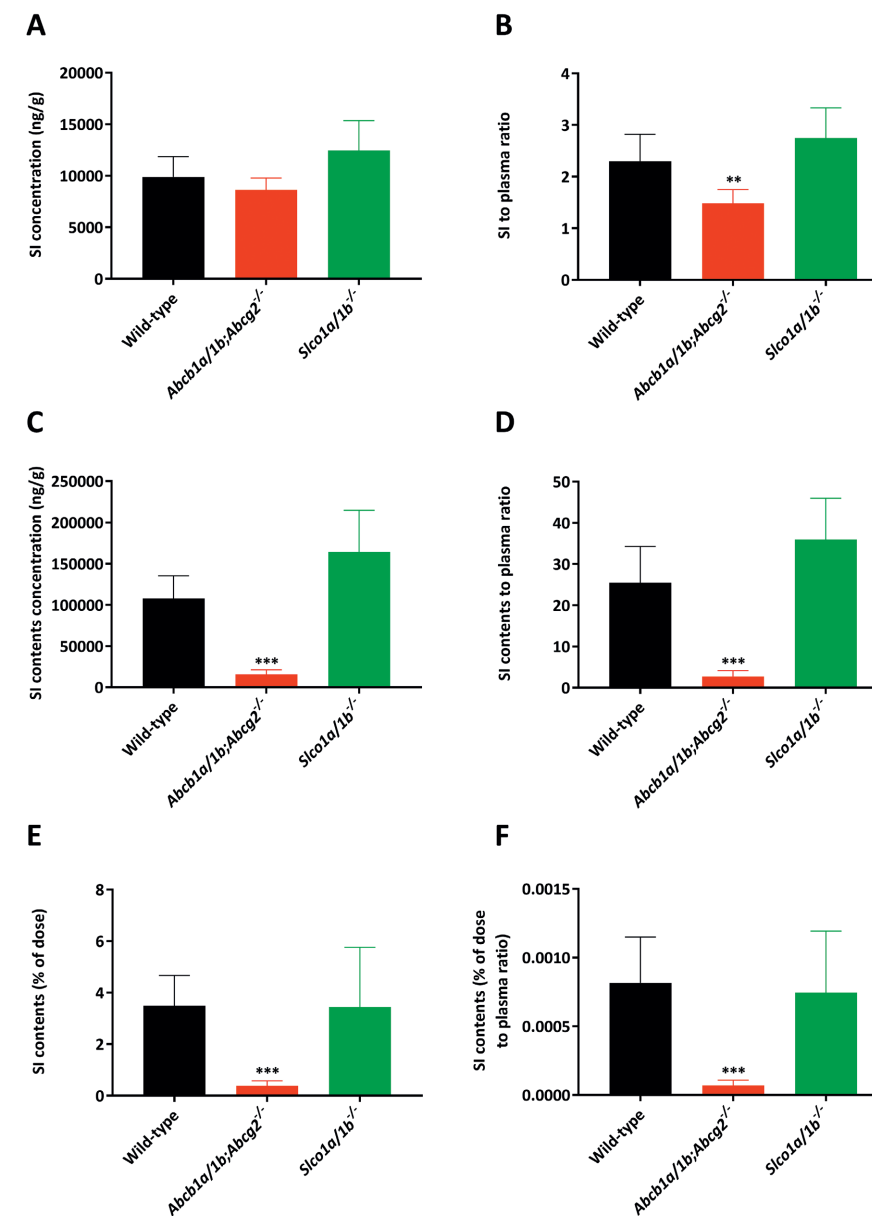 A
SI concentration (ng/g)
20000
15000
10000
5000
0
Wild-type
Abcb1a/1b;Abcg2-/-
Slco1a/1b-/-
B
SI to plasma ratio
4
3
2
1
0
**
Wild-type
Abcb1a/1b;Abcg2-/-
Slco1a/1b-/-
C
SI contents concentration (ng/g)
250000
200000
150000
100000
50000
0
***
Wild-type
Abcb1a/1b;Abcg2-/-
Slco1a/1b-/-
D
SI contents to plasma ratio
50
40
30
20
10
0
***
Wild-type
Abcb1a/1b;Abcg2-/-
Slco1a/1b-/-
E
SI contents (% of dose)
8
6
4
2
0
***
Wild-type
Abcb1a/1b;Abcg2-/-
Slco1a/1b-/-
F
SI contents (% of dose
to plasma ratio)
0.0015
0.0010
0.0005
0.0000
***
Wild-type
Abcb1a/1b;Abcg2-/-
Slco1a/1b-/-